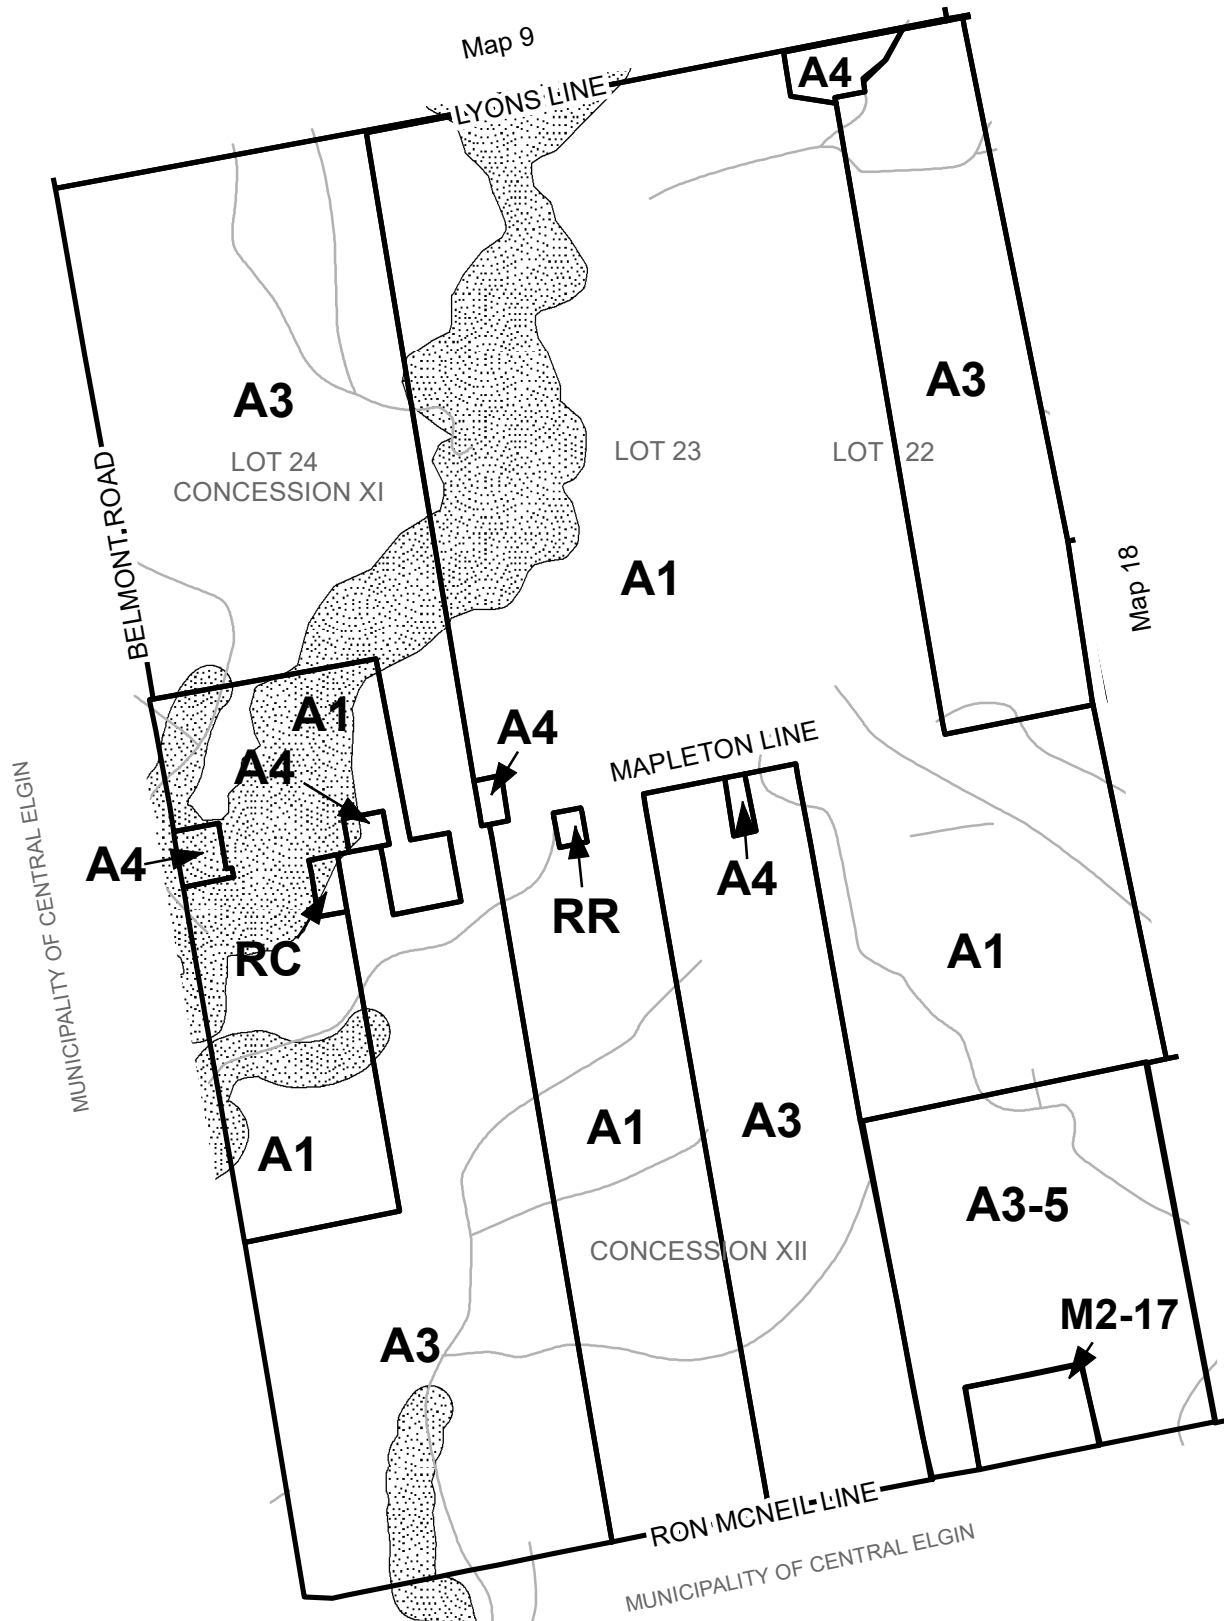 Map 9
LYONS LINE
A4
A3
A3
LOT 24
CONCESSION XI
LOT 23
LOT 22
BELMONT ROAD
A1
Map 18
A1
A4
A4
MAPLETON LINE
MUNICIPALITY OF CENTRAL ELGIN
A4
A4
RR
RC
A1
A1
A1
A3
A3-5
CONCESSION XII
M2-17
A3
RON MCNEIL LINE
MUNICIPALITY OF CENTRAL ELGIN